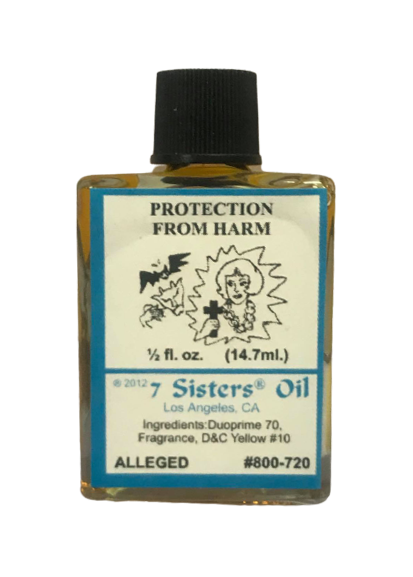 PROTECTION
FROM HARM
½ fl. oz. (14.7ml.)
® 2012 7 Sisters® Oil
Los Angeles, CA
Ingredients:Duoprime 70,
Fragrance, D&C Yellow #10
ALLEGED #800-720